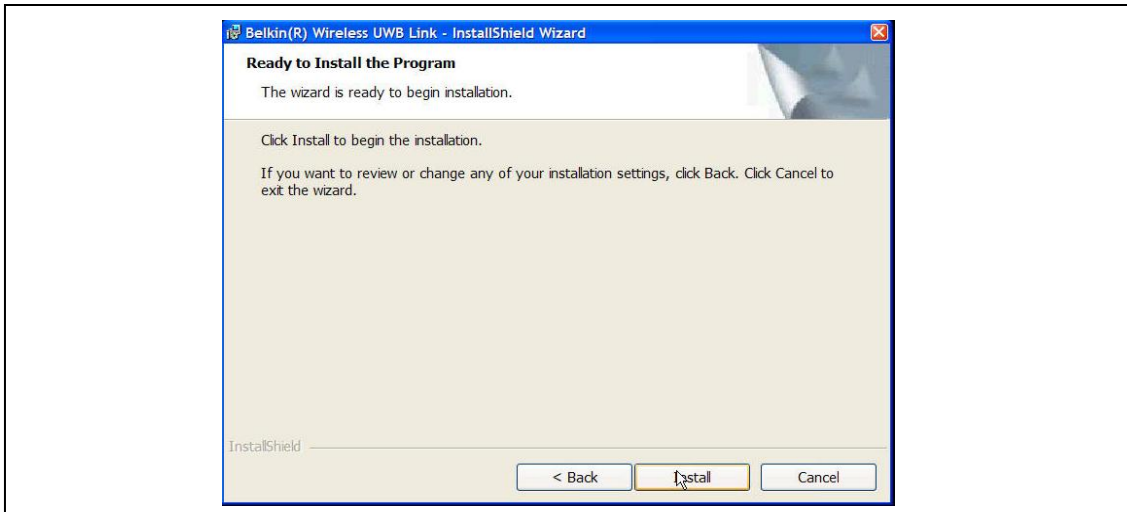 Belkin(R) Wireless UWB Link - InstallShield Wizard
Ready to Install the Program
The wizard is ready to begin installation.
Click Install to begin the installation.
If you want to review or change any of your installation settings, click Back. Click Cancel to
exit the wizard.
InstallShield
< Back Install Cancel